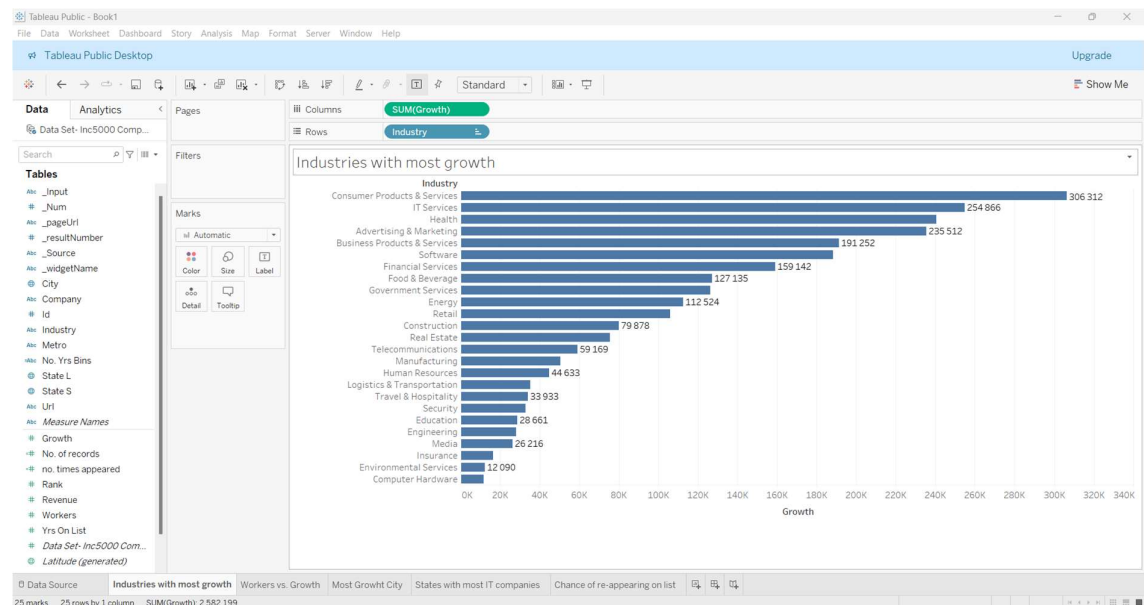 Tableau Public - Book1
File Data Worksheet Dashboard Story Analysis Map Format Server Window Help
Tableau Public Desktop Upgrade
Standard Show Me
Data Analytics
Data Set- Inc5000 Comp...
Search
Tables
Abc _Input
# _Num
Abc _pageUrl
# _resultNumber
Abc _Source
Abc _widgetName
City
Abc Company
# Id
Abc Industry
Abc Metro
Abc No. Yrs Bins
State L
State S
Abc Url
Abc Measure Names
# Growth
# No. of records
# no. times appeared
# Rank
# Revenue
# Workers
# Yrs On List
# Data Set- Inc5000 Com...
Latitude (generated)
Pages
Filters
Marks
Automatic
Color Size Label
Detail Tooltip
Columns SUM(Growth)
Rows Industry
Industries with most growth
Industry
Consumer Products & Services 306 312
IT Services 254 866
Health
Advertising & Marketing 235 512
Business Products & Services 191 252
Software
Financial Services 159 142
Food & Beverage 127 135
Government Services
Energy 112 524
Retail
Construction 79 878
Real Estate
Telecommunications 59 169
Manufacturing
Human Resources 44 633
Logistics & Transportation
Travel & Hospitality 33 933
Security
Education 28 661
Engineering
Media 26 216
Insurance
Environmental Services 12 090
Computer Hardware
0K 20K 40K 60K 80K 100K 120K 140K 160K 180K 200K 220K 240K 260K 280K 300K 320K 340K
Growth
Data Source Industries with most growth Workers vs. Growth Most Growht City States with most IT companies Chance of re-appearing on list
25 marks 25 rows by 1 column SUM(Growth): 2 582 199